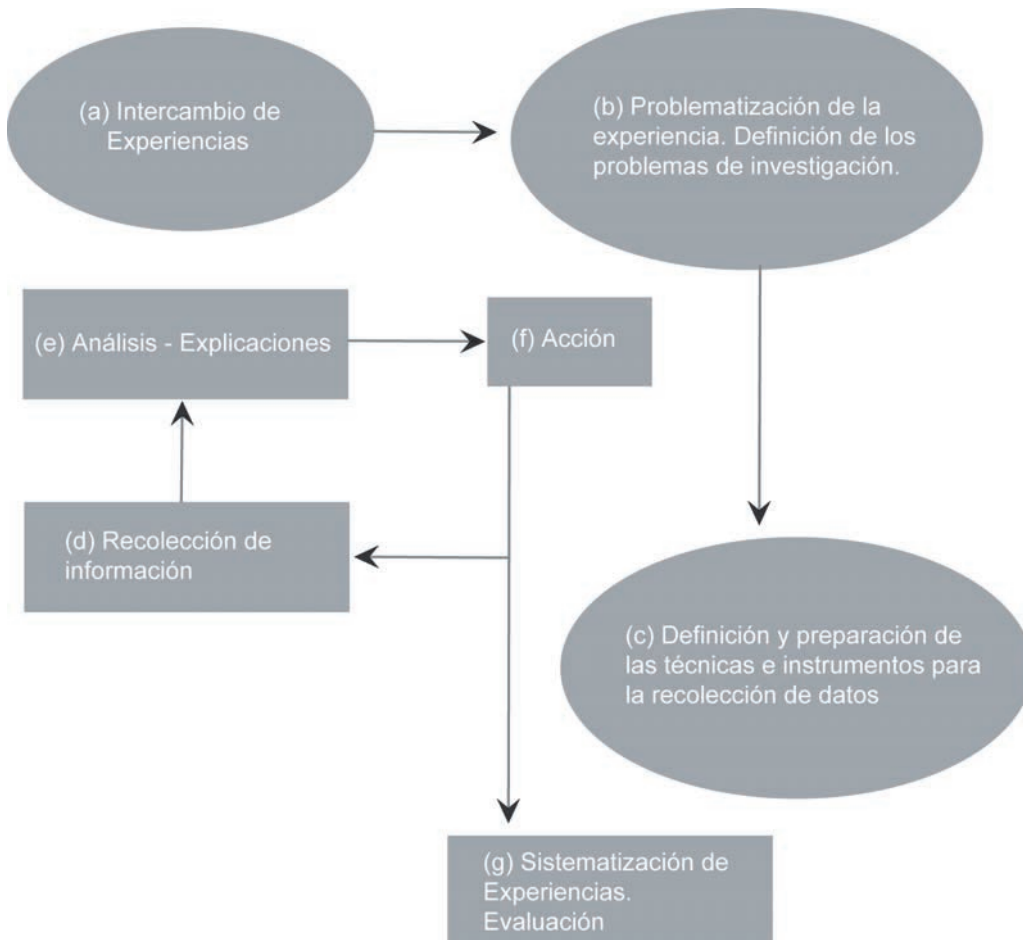 (a) Intercambio de
Experiencias
(b) Problematización de la
experiencia. Definición de los
problemas de investigación.
(e) Análisis - Explicaciones
(f) Acción
(d) Recolección de
información
(c) Definición y preparación de
las técnicas e instrumentos para
la recolección de datos
(g) Sistematización de
Experiencias.
Evaluación